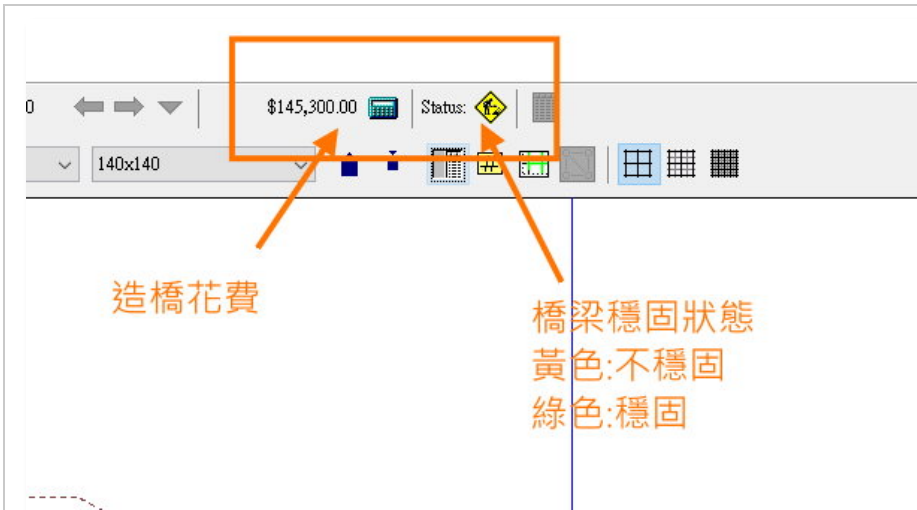 0
$145,300.00
Status:
140x140
造橋花費
橋梁穩固狀態
黃色:不穩固
綠色:穩固